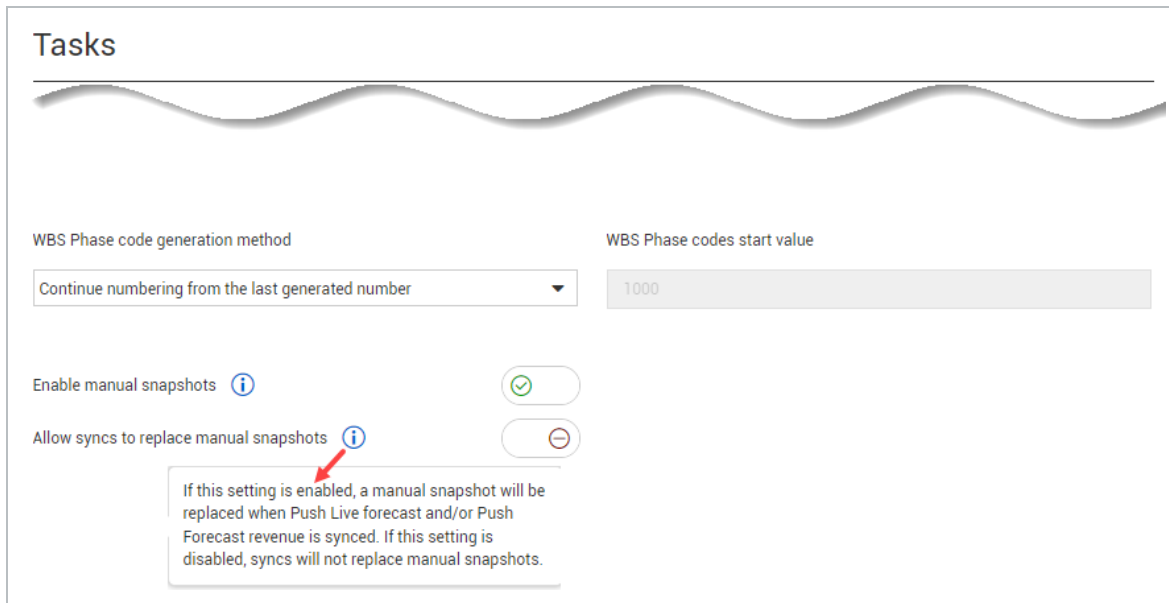 Tasks
WBS Phase code generation method
WBS Phase codes start value
Continue numbering from the last generated number
1000
Enable manual snapshots
Allow syncs to replace manual snapshots
If this setting is enabled, a manual snapshot will be
replaced when Push Live forecast and/or Push
Forecast revenue is synced. If this setting is
disabled, syncs will not replace manual snapshots.